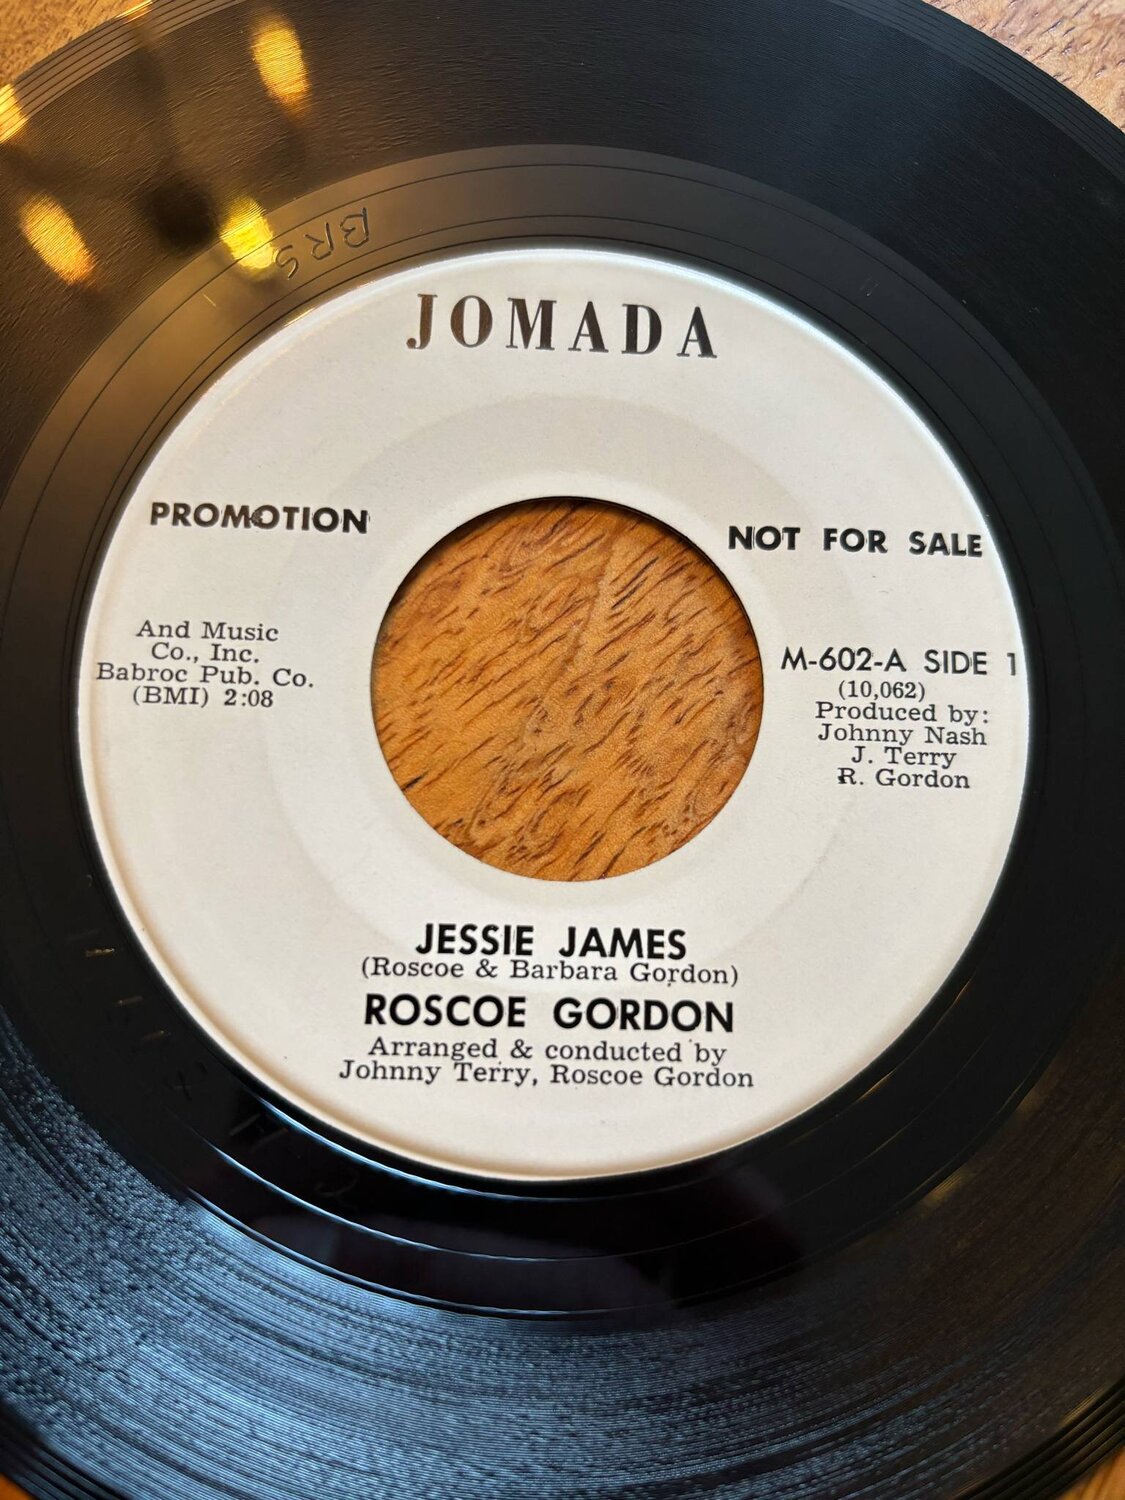 BRS
JOMADA
PROMOTION
NOT FOR SALE
And Music
Co., Inc.
Babroc Pub. Co.
(BMI) 2:08
M-602-A SIDE 1
(10,062)
Produced by:
Johnny Nash
J. Terry
R. Gordon
JESSIE JAMES
(Roscoe & Barbara Gordon)
ROSCOE GORDON
Arranged & conducted by
Johnny Terry, Roscoe Gordon